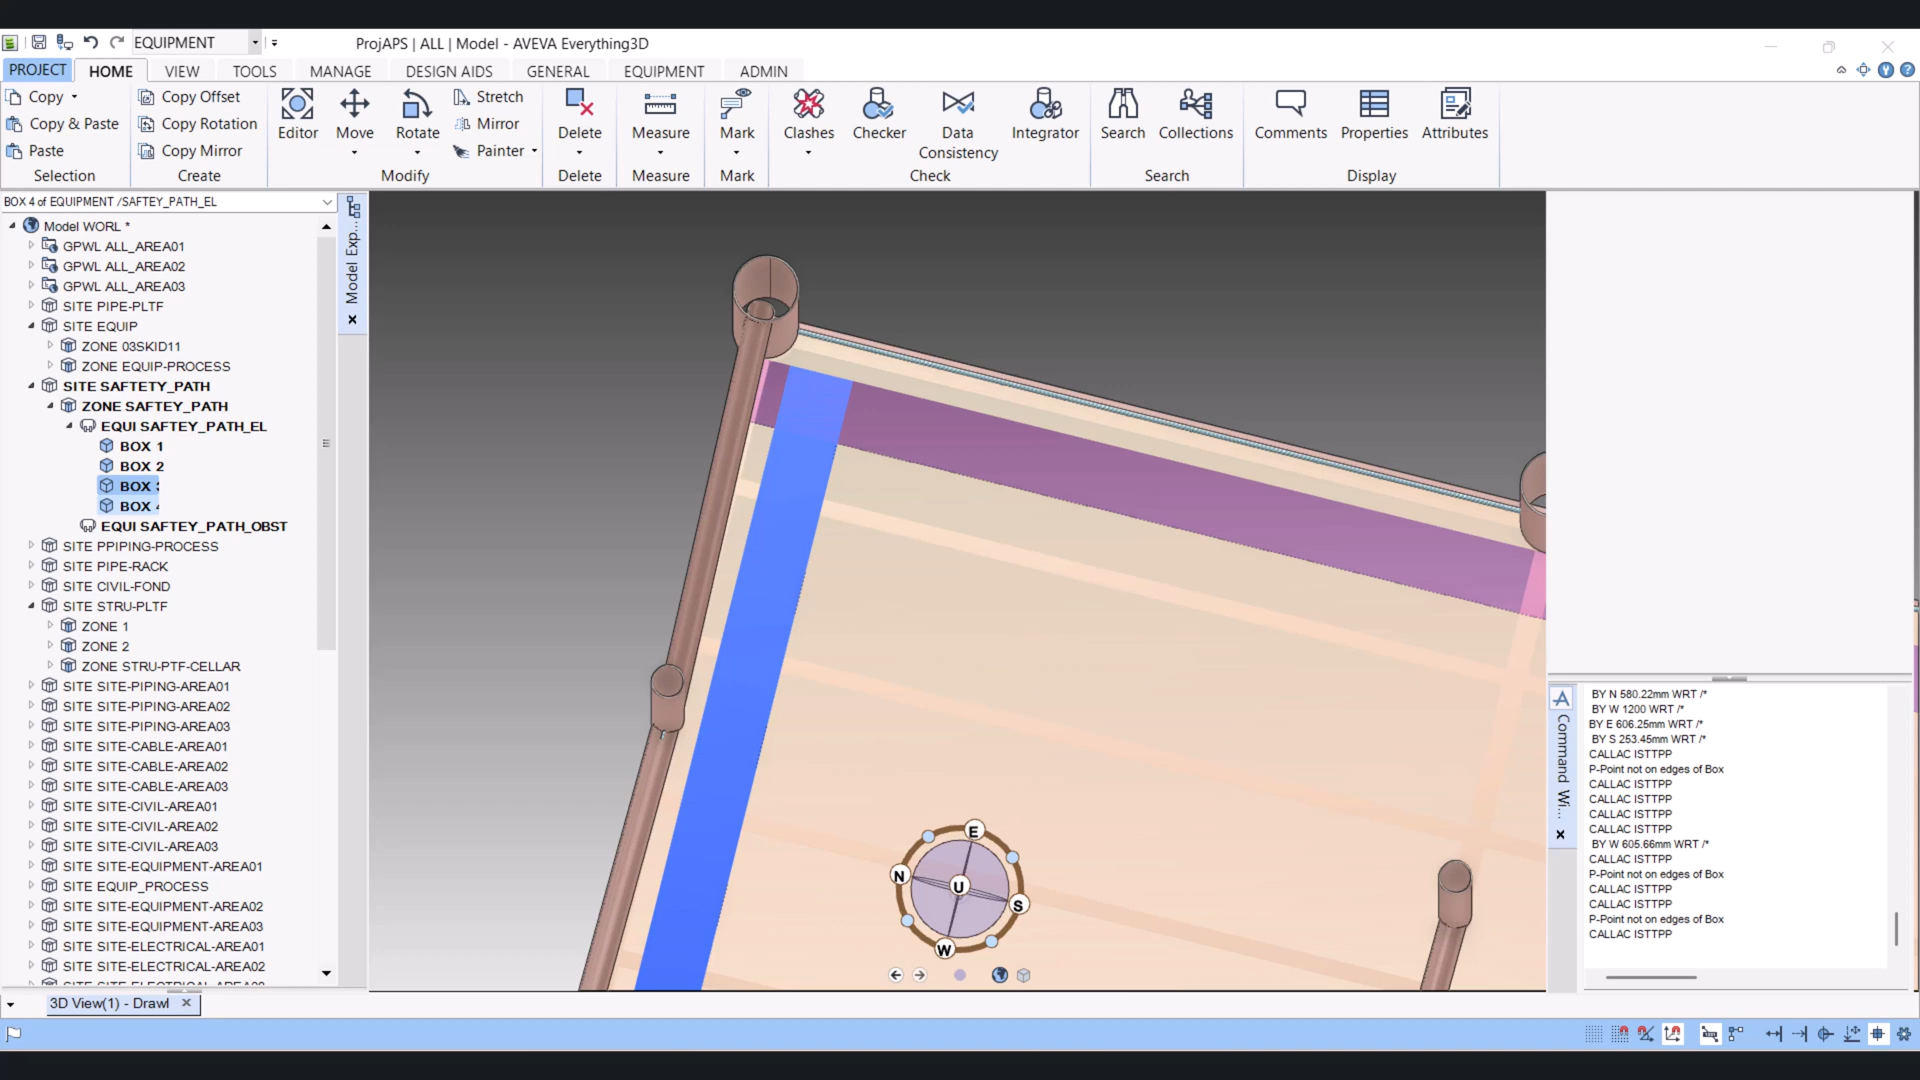 EQUIPMENT
ProjAPS | ALL | Model - AVEVA Everything3D
PROJECT HOME VIEW TOOLS MANAGE DESIGN AIDS GENERAL EQUIPMENT ADMIN
Copy
Copy & Paste
Paste
Selection
Copy Offset
Copy Rotation
Copy Mirror
Create
Editor
Move
Rotate
Stretch
Mirror
Painter
Modify
Delete
Delete
Measure
Measure
Mark
Mark
Clashes
Checker
Data Consistency
Integrator
Check
Search
Collections
Search
Comments
Properties
Attributes
Display
BOX 4 of EQUIPMENT /SAFTEY_PATH_EL
Model WORL *
GPWL ALL_AREA01
GPWL ALL_AREA02
GPWL ALL_AREA03
SITE PIPE-PLTF
SITE EQUIP
ZONE 03SKID11
ZONE EQUIP-PROCESS
SITE SAFTETY_PATH
ZONE SAFTEY_PATH
EQUI SAFTEY_PATH_EL
BOX 1
BOX 2
BOX
BOX
EQUI SAFTEY_PATH_OBST
SITE PPIPING-PROCESS
SITE PIPE-RACK
SITE CIVIL-FOND
SITE STRU-PLTF
ZONE 1
ZONE 2
ZONE STRU-PTF-CELLAR
SITE SITE-PIPING-AREA01
SITE SITE-PIPING-AREA02
SITE SITE-PIPING-AREA03
SITE SITE-CABLE-AREA01
SITE SITE-CABLE-AREA02
SITE SITE-CABLE-AREA03
SITE SITE-CIVIL-AREA01
SITE SITE-CIVIL-AREA02
SITE SITE-CIVIL-AREA03
SITE SITE-EQUIPMENT-AREA01
SITE EQUIP_PROCESS
SITE SITE-EQUIPMENT-AREA02
SITE SITE-EQUIPMENT-AREA03
SITE SITE-ELECTRICAL-AREA01
SITE SITE-ELECTRICAL-AREA02
Model Exp...
E
N
U
S
W
Command Wi...
BY N 580.22mm WRT /*
BY W 1200 WRT /*
BY E 606.25mm WRT /*
BY S 253.45mm WRT /*
CALLAC ISTTPP
P-Point not on edges of Box
CALLAC ISTTPP
CALLAC ISTTPP
CALLAC ISTTPP
CALLAC ISTTPP
BY W 605.66mm WRT /*
CALLAC ISTTPP
P-Point not on edges of Box
CALLAC ISTTPP
CALLAC ISTTPP
P-Point not on edges of Box
CALLAC ISTTPP
3D View(1) - Drawl